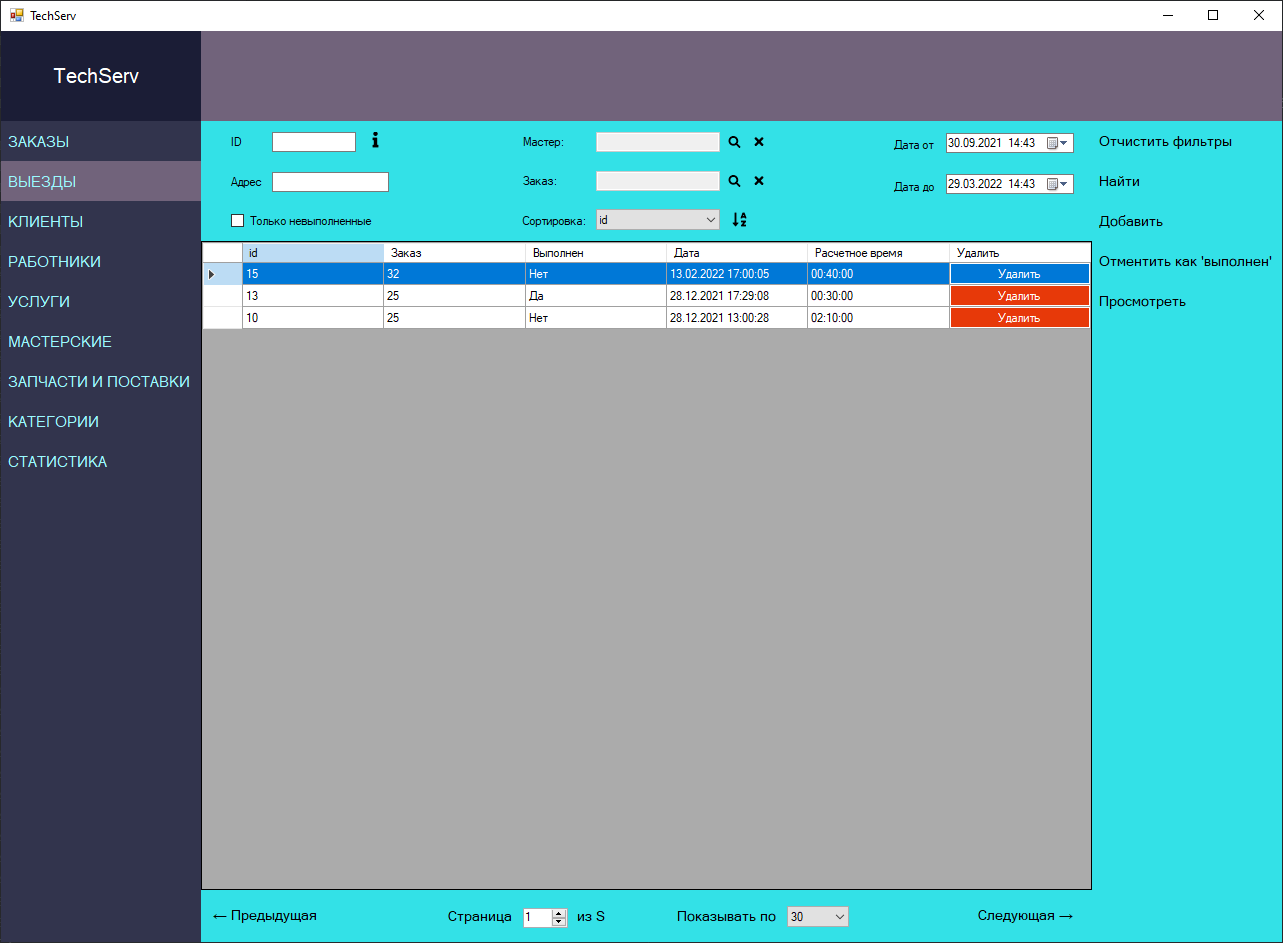 TechServ
TechServ
ЗАКАЗЫ
ВЫЕЗДЫ
КЛИЕНТЫ
РАБОТНИКИ
УСЛУГИ
МАСТЕРСКИЕ
ЗАПЧАСТИ И ПОСТАВКИ
КАТЕГОРИИ
СТАТИСТИКА
ID Мастер: Дата от 30.09.2021 14:43 Отчистить фильтры
Адрес Заказ: Дата до 29.03.2022 14:43 Найти
Только невыполненные Сортировка: id Добавить
Отментить как 'выполнен'
Просмотреть
id Заказ Выполнен Дата Расчетное время Удалить
15 32 Нет 13.02.2022 17:00:05 00:40:00 Удалить
13 25 Да 28.12.2021 17:29:08 00:30:00 Удалить
10 25 Нет 28.12.2021 13:00:28 02:10:00 Удалить
← Предыдущая Страница 1 из S Показывать по 30 Следующая →